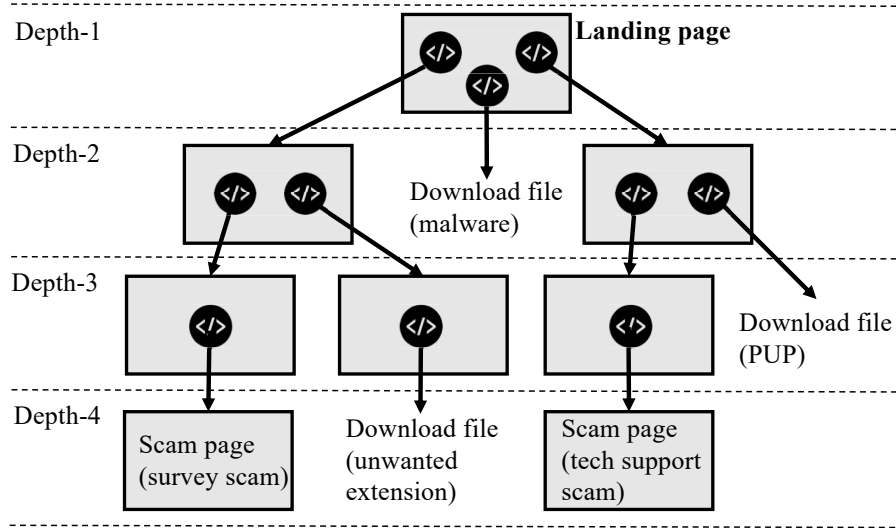 Depth-1
Landing page
</>
</>
</>
Depth-2
</>
</>
Download file
(malware)
</>
</>
Depth-3
</>
</>
</>
Download file
(PUP)
Depth-4
Scam page
(survey scam)
Download file
(unwanted
extension)
Scam page
(tech support
scam)